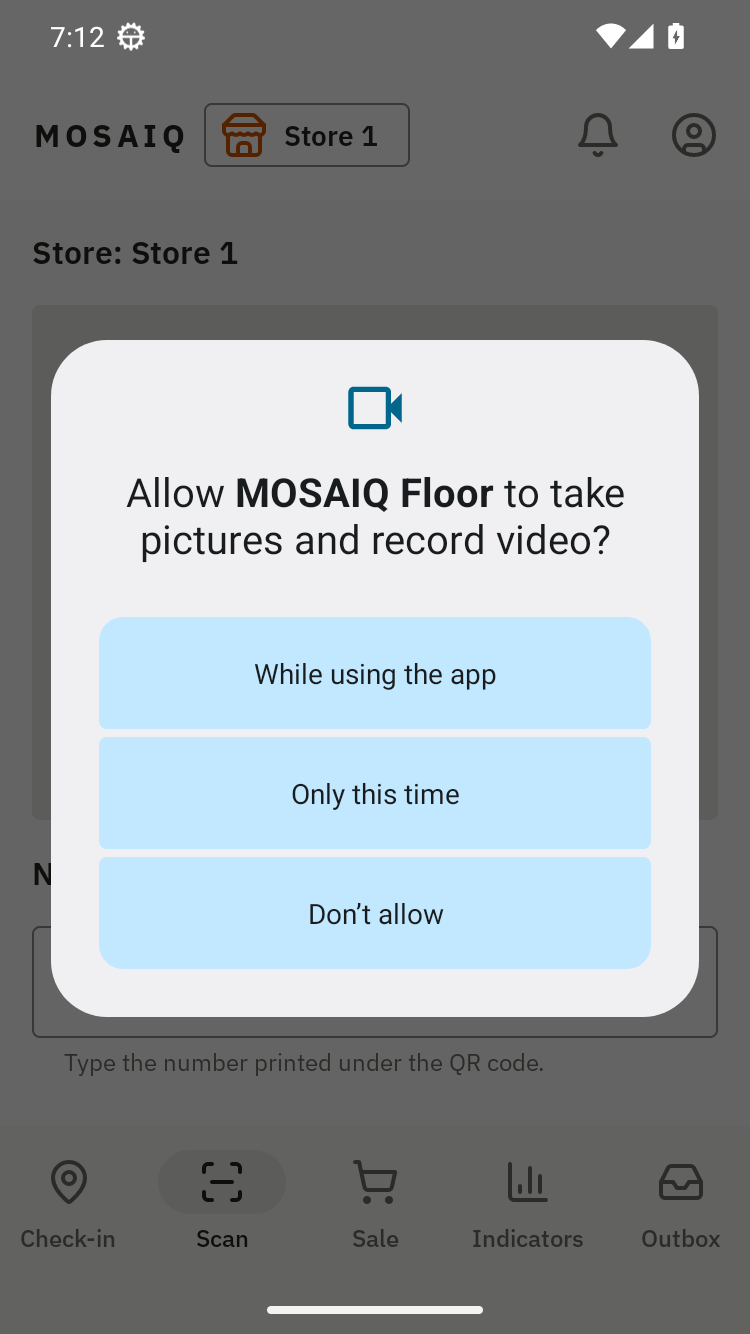 7:12
MOSAIQ
Store 1
Store: Store 1
Allow MOSAIQ Floor to take
pictures and record video?
While using the app
Only this time
Don’t allow
Type the number printed under the QR code.
Check-in
Scan
Sale
Indicators
Outbox